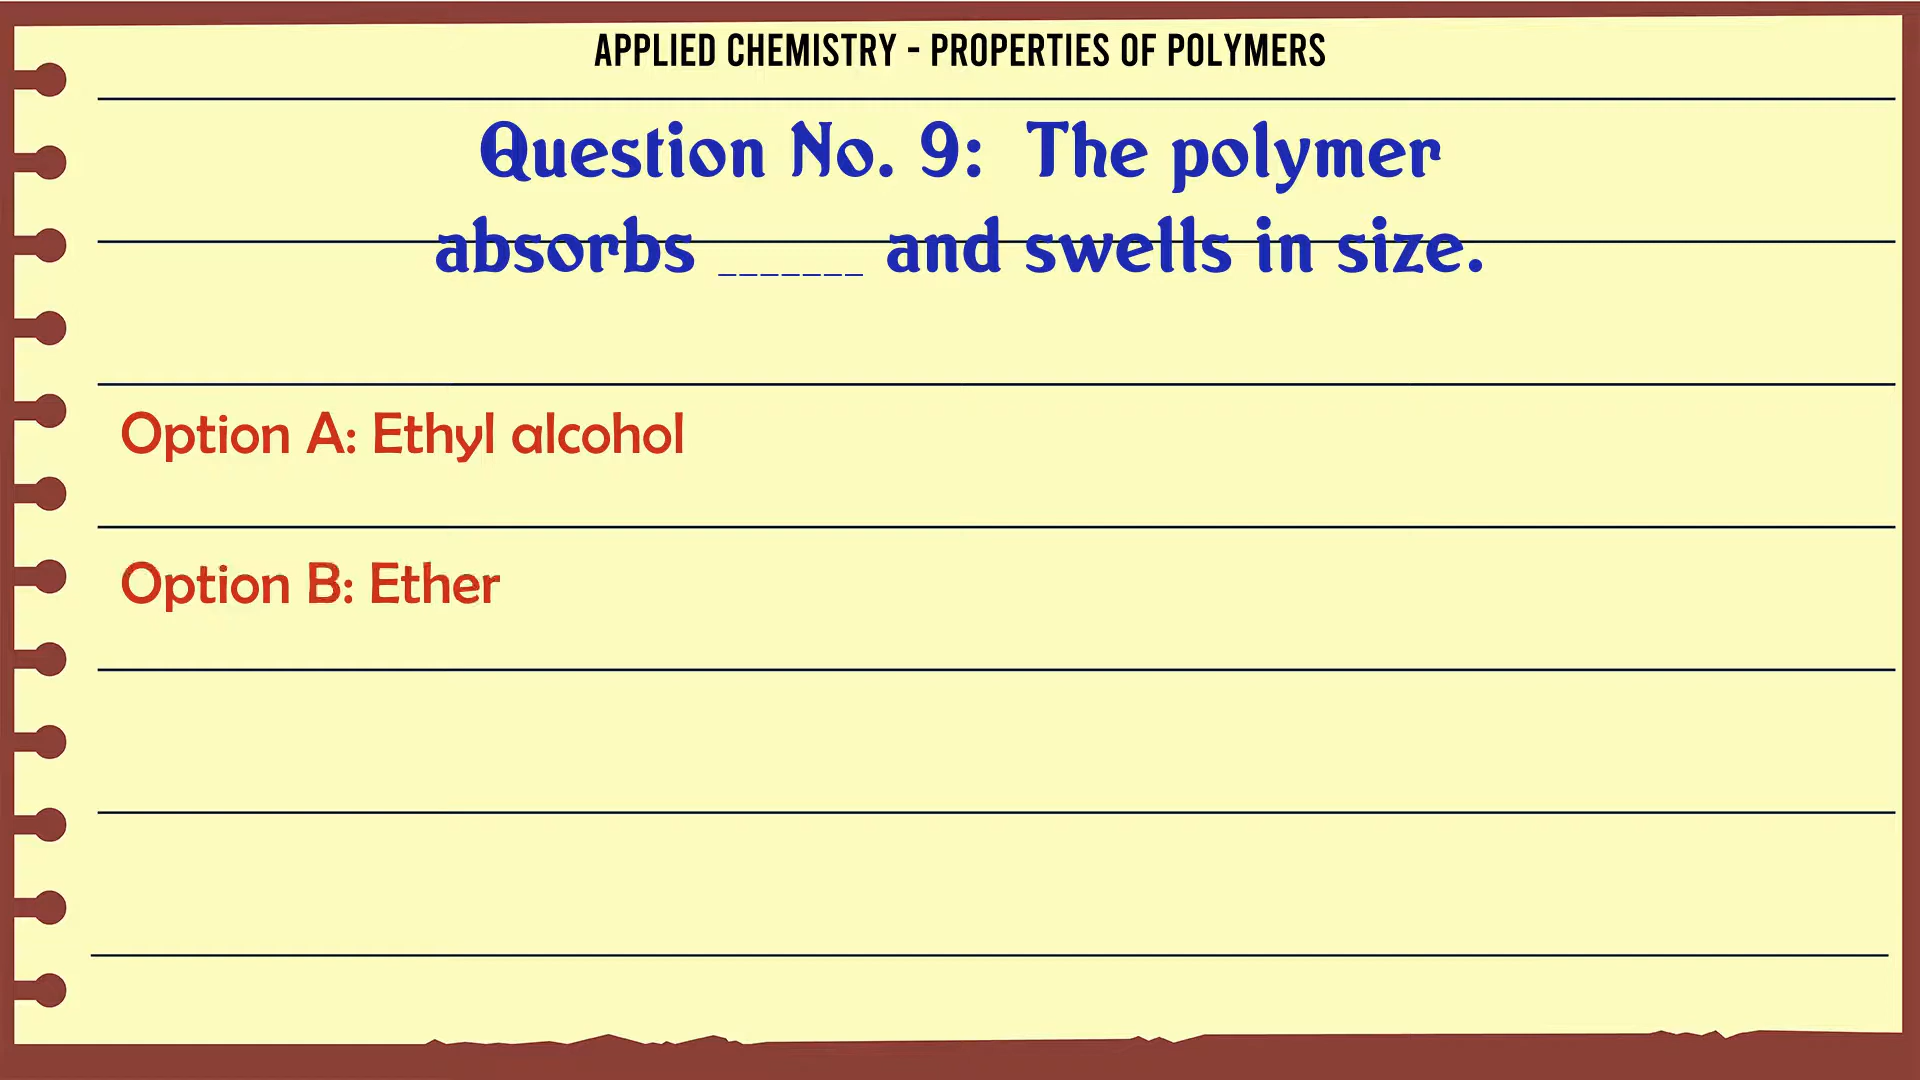 APPLIED CHEMISTRY - PROPERTIES OF POLYMERS
Question No. 9: The polymer
absorbs _______ and swells in size.
Option A: Ethyl alcohol
Option B: Ether